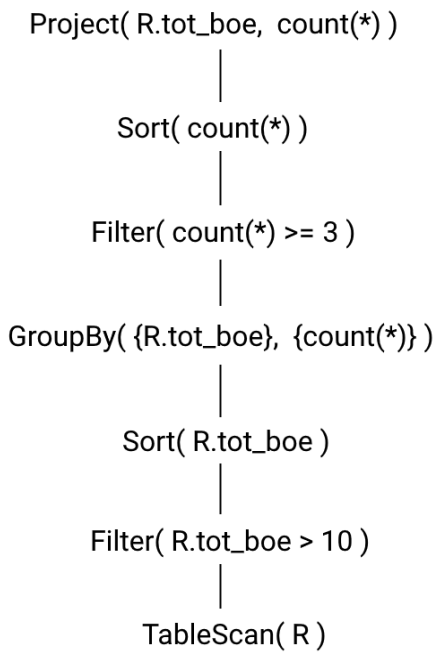 Project( R.tot_boe, count(*) )
Sort( count(*) )
Filter( count(*) >= 3 )
GroupBy( {R.tot_boe}, {count(*)} )
Sort( R.tot_boe )
Filter( R.tot_boe > 10 )
TableScan( R )